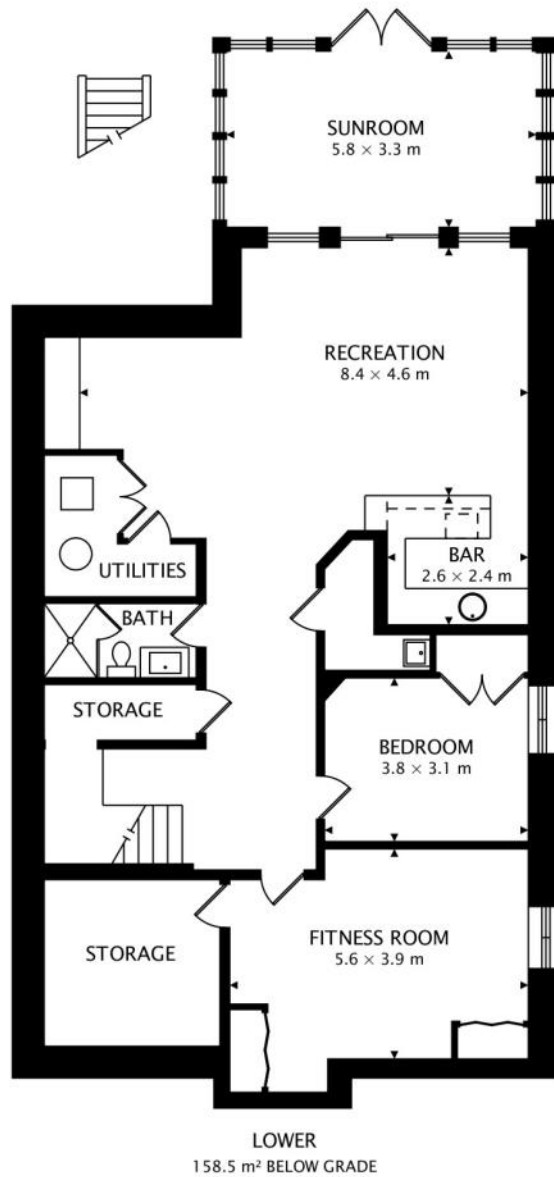 SUNROOM
5.8 × 3.3 m
RECREATION
8.4 × 4.6 m
UTILITIES
BAR
2.6 × 2.4 m
BATH
STORAGE
BEDROOM
3.8 × 3.1 m
FITNESS ROOM
5.6 × 3.9 m
STORAGE
LOWER
158.5 m² BELOW GRADE